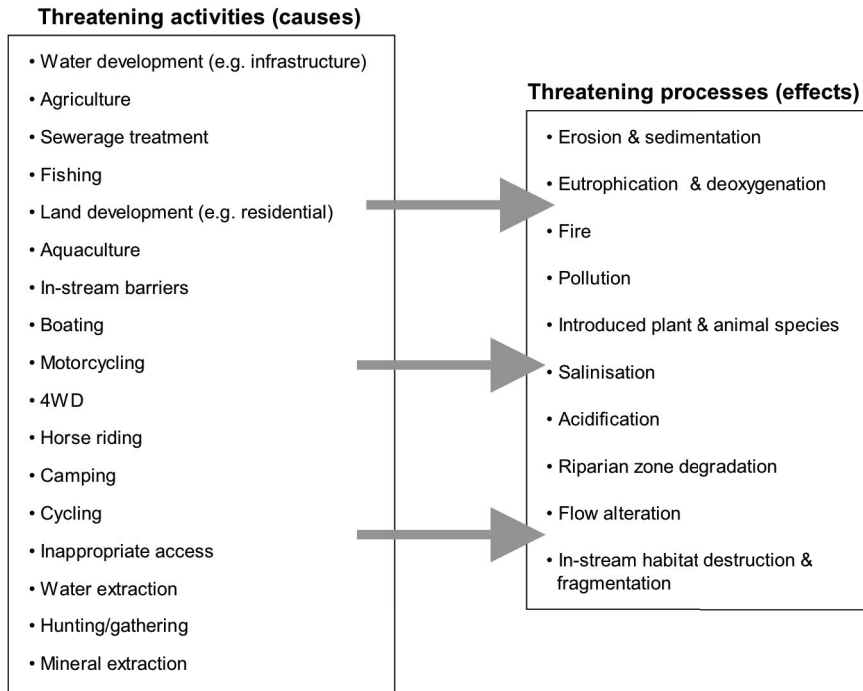 Threatening activities (causes)
• Water development (e.g. infrastructure)
• Agriculture
• Sewerage treatment
• Fishing
• Land development (e.g. residential)
• Aquaculture
• In-stream barriers
• Boating
• Motorcycling
• 4WD
• Horse riding
• Camping
• Cycling
• Inappropriate access
• Water extraction
• Hunting/gathering
• Mineral extraction
Threatening processes (effects)
• Erosion & sedimentation
• Eutrophication & deoxygenation
• Fire
• Pollution
• Introduced plant & animal species
• Salinisation
• Acidification
• Riparian zone degradation
• Flow alteration
• In-stream habitat destruction &
fragmentation